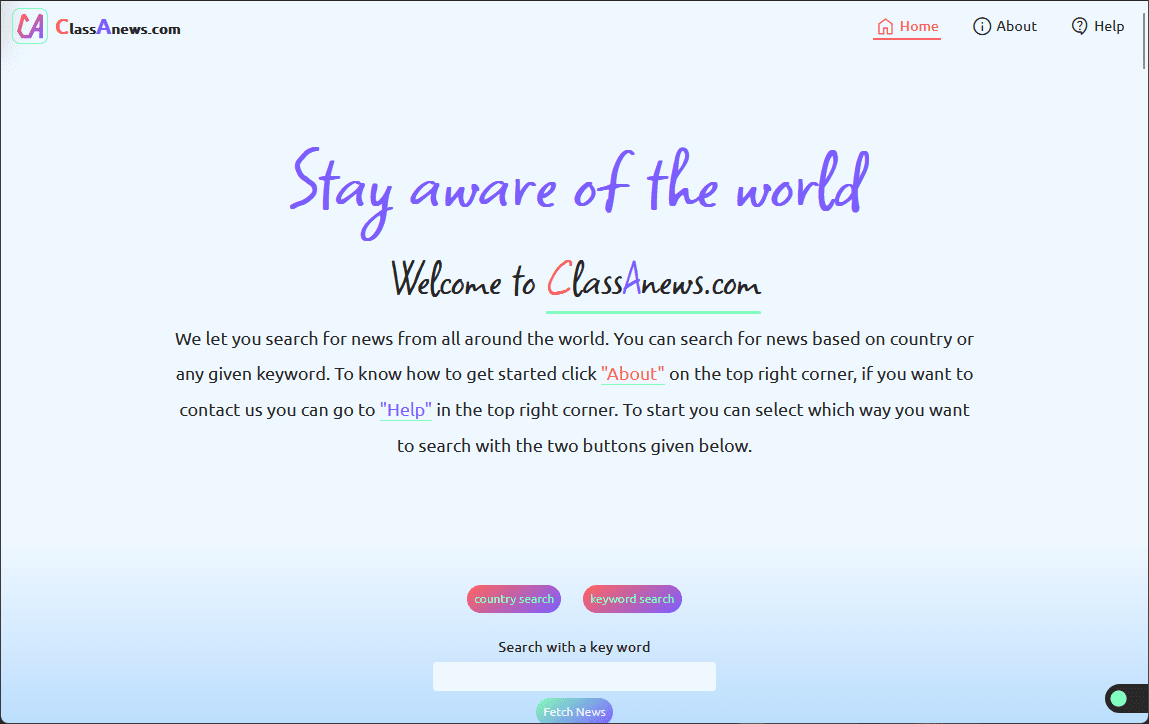 CA ClassAnews.com
Home About Help
Stay aware of the world
Welcome to ClassAnews.com
We let you search for news from all around the world. You can search for news based on country or
any given keyword. To know how to get started click "About" on the top right corner, if you want to
contact us you can go to "Help" in the top right corner. To start you can select which way you want
to search with the two buttons given below.
country search keyword search
Search with a key word
Fetch News